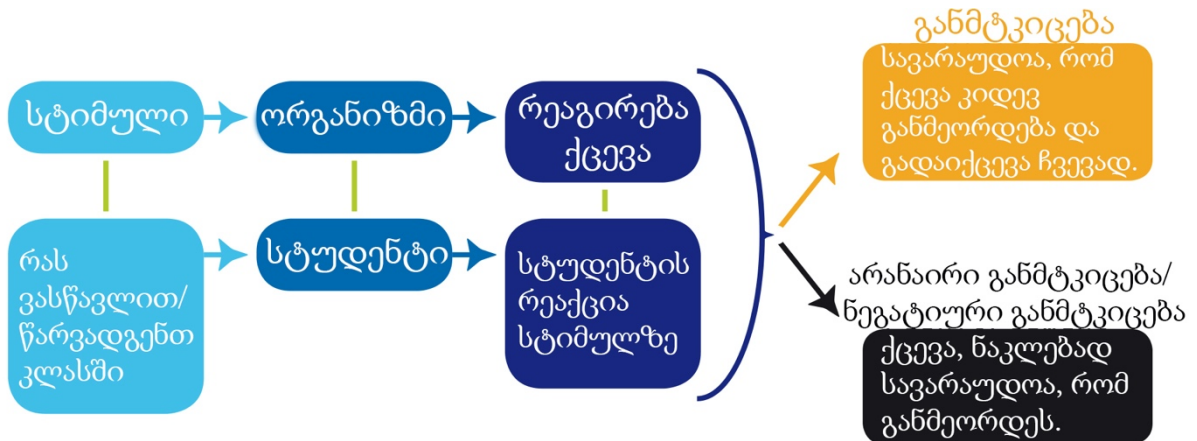 სტიმული
ორგანიზმი
რეაგირება
ქცევა
რას
ვასწავლით/
წარვადგენთ
კლასში
სტუდენტი
სტუდენტის
რეაქცია
სტიმულზე
განმტკიცება
სავარაუდოა, რომ
ქცევა კიდევ
განმეორდება და
გადაიქცევა ჩვევად.
არანაირი განმტკიცება/
ნეგატიური განმტკიცება
ქცევა, ნაკლებად
სავარაუდოა, რომ
განმეორდეს.